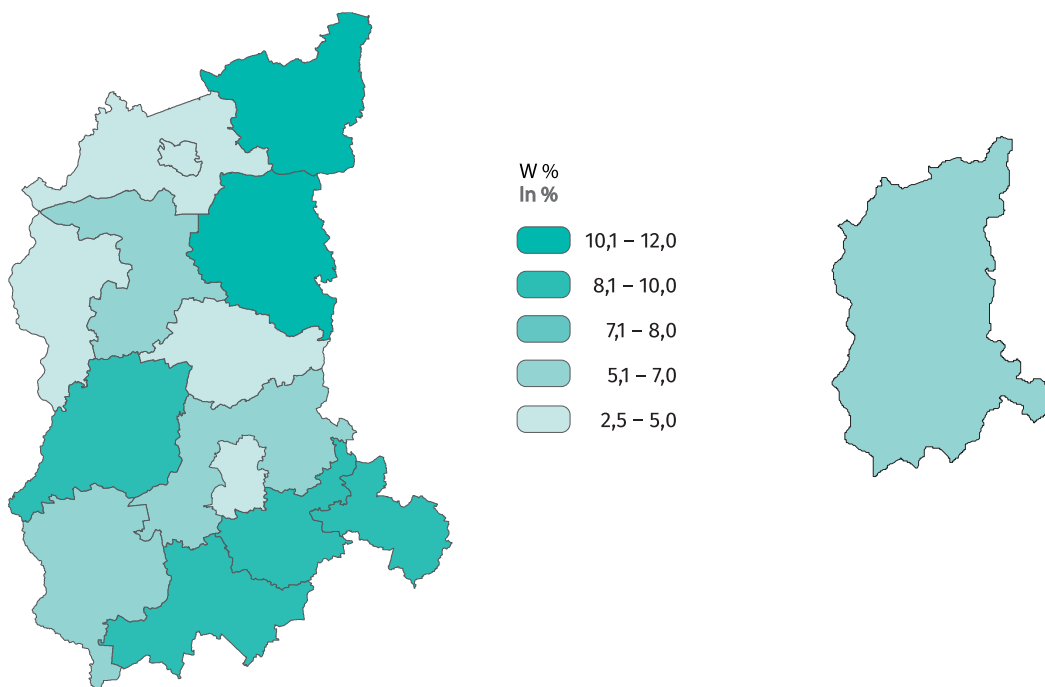 W %
In %
10,1 – 12,0
8,1 – 10,0
7,1 – 8,0
5,1 – 7,0
2,5 – 5,0